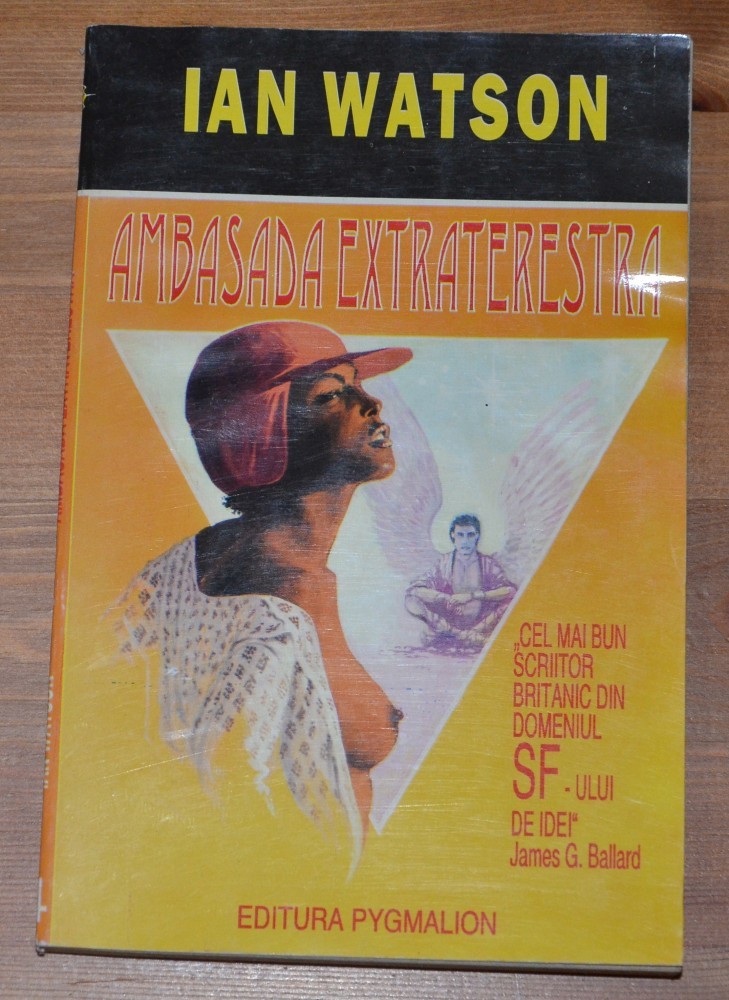 IAN WATSON
AMBASADA EXTRATERESTRA
„CEL MAI BUN
SCRIITOR
BRITANIC DIN
DOMENIUL
SF - ULUI
DE IDEI"
James G. Ballard
EDITURA PYGMALION